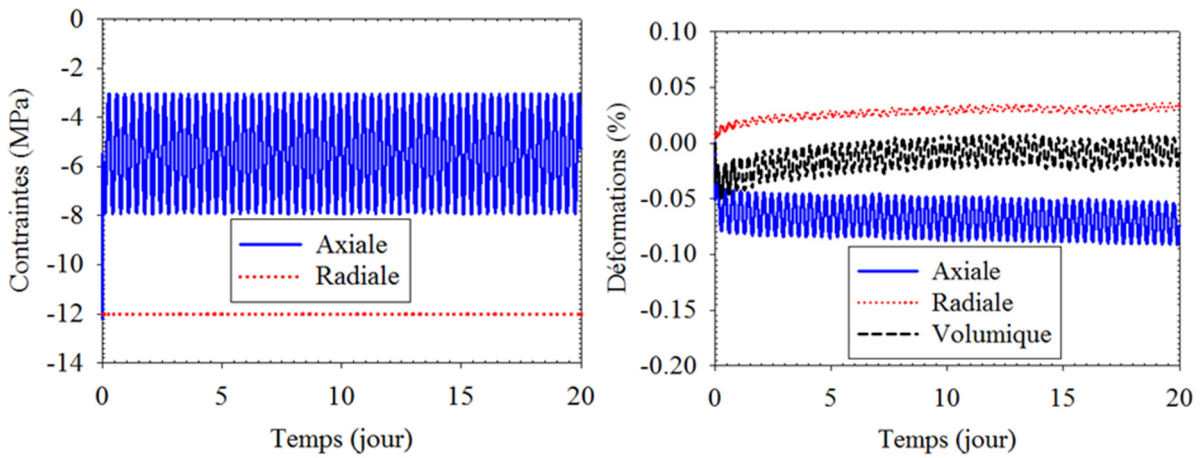 0
-2
-4
-6
-8
-10
-12
-14
Contraintes (MPa)
Axiale
Radiale
0 5 10 15 20
Temps (jour)
0.10
0.05
0.00
-0.05
-0.10
-0.15
-0.20
Déformations (%)
Axiale
Radiale
Volumique
0 5 10 15 20
Temps (jour)